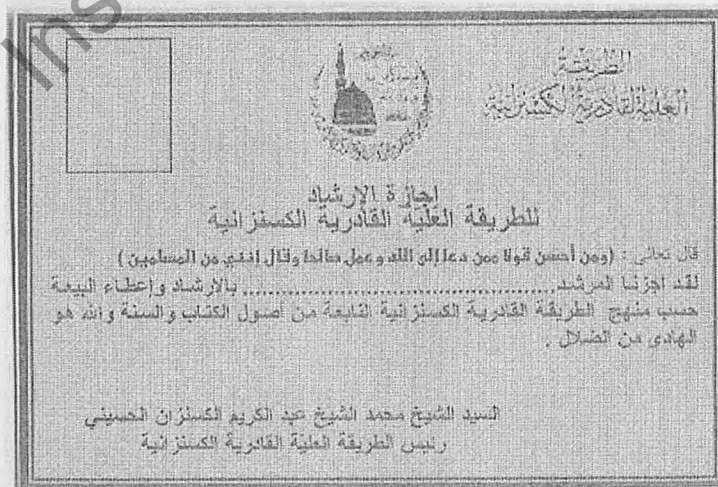 Ins
الطريقة
العلية القادرية الكسنزانية
اجازة الارشاد
للطريقة العلية القادرية الكسنزانية
قال تعالى : (ومن أحسن قولا ممن دعا إلى الله وعمل صالحا وقال إنني من المسلمين)
لقد اجزنا المرشد............................................بالارشاد وإعطاء البيعة
حسب منهج الطريقة القادرية الكسنزانية النابعة من أصول الكتاب والسنة والله هو
الهادي من الضلال .
السيد الشيخ محمد الشيخ عبد الكريم الكسنزان الحسيني
رئيس الطريقة العلية القادرية الكسنزانية